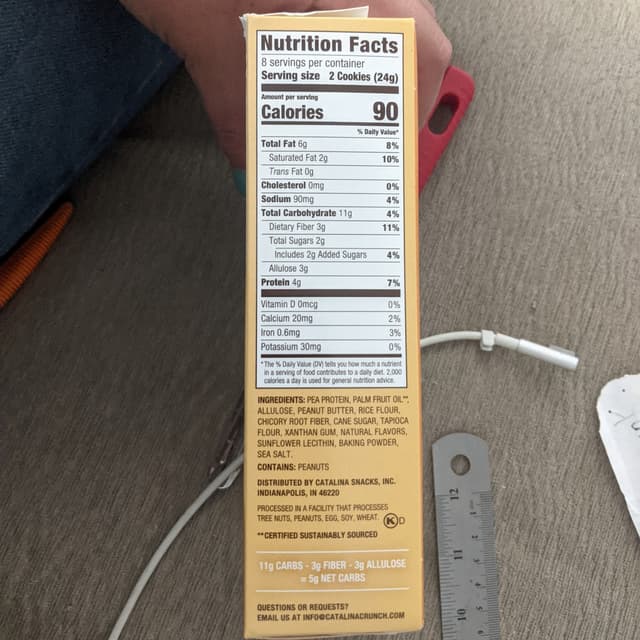 Nutrition Facts
8 servings per container
Serving size 2 Cookies (24g)
Amount per serving
Calories 90
% Daily Value*
Total Fat 6g 8%
Saturated Fat 2g 10%
Trans Fat 0g
Cholesterol 0mg 0%
Sodium 90mg 4%
Total Carbohydrate 11g 4%
Dietary Fiber 3g 11%
Total Sugars 2g
Includes 2g Added Sugars 4%
Allulose 3g
Protein 4g 7%
Vitamin D 0mcg 0%
Calcium 20mg 2%
Iron 0.6mg 3%
Potassium 30mg 0%
*The % Daily Value (DV) tells you how much a nutrient
in a serving of food contributes to a daily diet. 2,000
calories a day is used for general nutrition advice.
INGREDIENTS: PEA PROTEIN, PALM FRUIT OIL**,
ALLULOSE, PEANUT BUTTER, RICE FLOUR,
CHICORY ROOT FIBER, CANE SUGAR, TAPIOCA
FLOUR, XANTHAN GUM, NATURAL FLAVORS,
SUNFLOWER LECITHIN, BAKING POWDER,
SEA SALT.
CONTAINS: PEANUTS
DISTRIBUTED BY CATALINA SNACKS, INC.
INDIANAPOLIS, IN 46220
PROCESSED IN A FACILITY THAT PROCESSES
TREE NUTS, PEANUTS, EGG, SOY, WHEAT. K D
**CERTIFIED SUSTAINABLY SOURCED
11g CARBS - 3g FIBER - 3g ALLULOSE
= 5g NET CARBS
QUESTIONS OR REQUESTS?
EMAIL US AT INFO@CATALINACRUNCH.COM
12
11
10